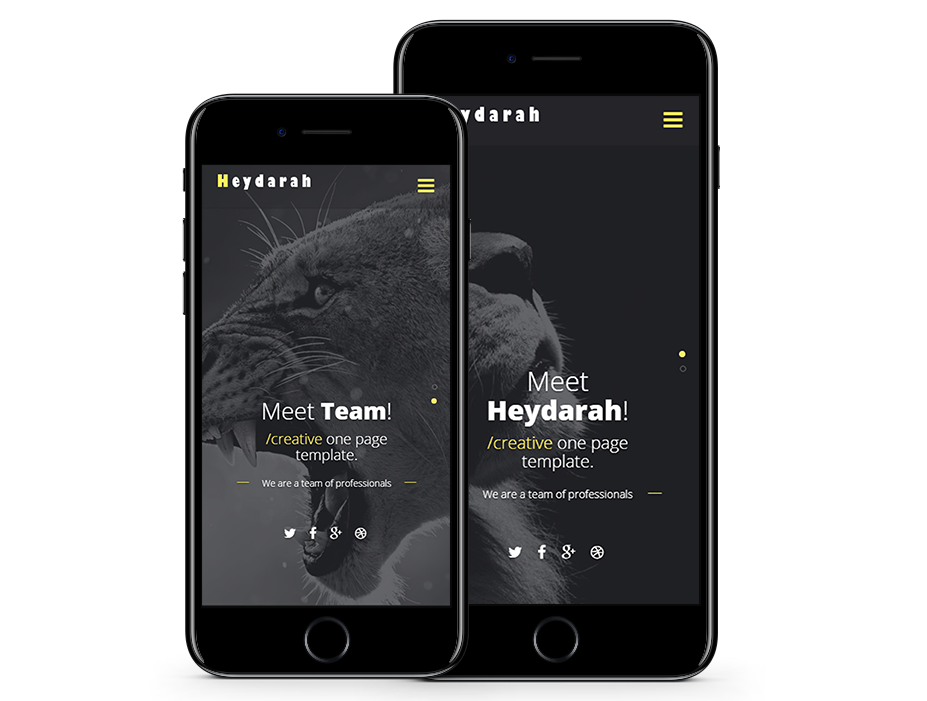 Heydarah
Meet Team!
/creative one page
template.
We are a team of professionals
ydarah
Meet
Heydarah!
/creative one page
template.
We are a team of professionals